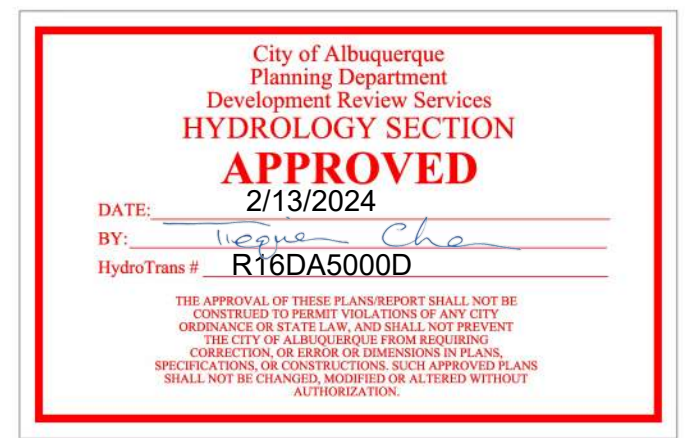 City of Albuquerque
Planning Department
Development Review Services
HYDROLOGY SECTION
APPROVED
DATE: 2/13/2024
BY:
HydroTrans # R16DA5000D
THE APPROVAL OF THESE PLANS/REPORT SHALL NOT BE
CONSTRUED TO PERMIT VIOLATIONS OF ANY CITY
ORDINANCE OR STATE LAW, AND SHALL NOT PREVENT
THE CITY OF ALBUQUERQUE FROM REQUIRING
CORRECTION, OR ERROR OR DIMENSIONS IN PLANS,
SPECIFICATIONS, OR CONSTRUCTIONS. SUCH APPROVED PLANS
SHALL NOT BE CHANGED, MODIFIED OR ALTERED WITHOUT
AUTHORIZATION.